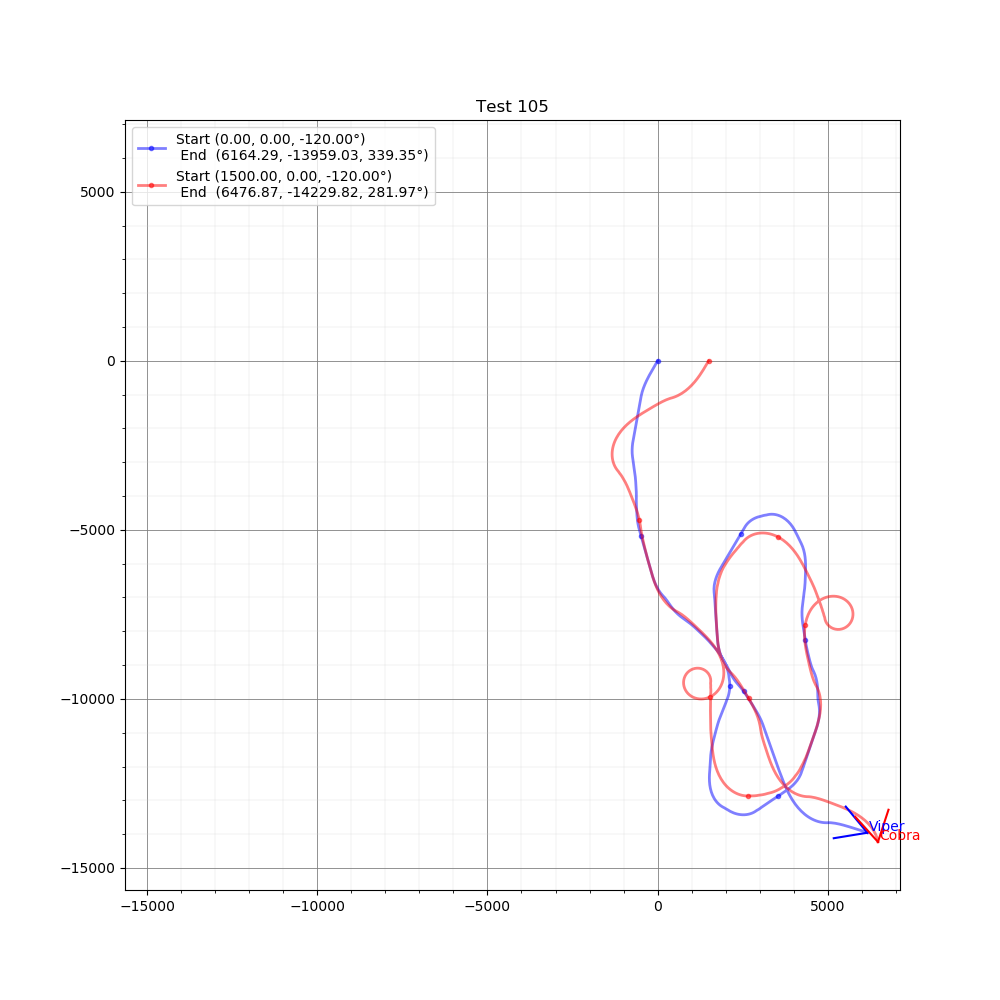 Test 105
Start (0.00, 0.00, -120.00°)
End  (6164.29, -13959.03, 339.35°)
Start (1500.00, 0.00, -120.00°)
End  (6476.87, -14229.82, 281.97°)
5000
0
−5000
−10000
−15000
Viper
Cobra
−15000
−10000
−5000
0
5000